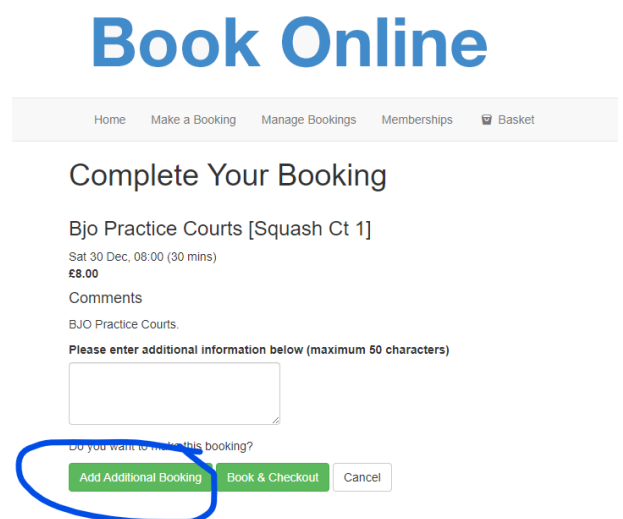 Book Online
Home Make a Booking Manage Bookings Memberships Basket
Complete Your Booking
Bjo Practice Courts [Squash Ct 1]
Sat 30 Dec, 08:00 (30 mins)
£8.00
Comments
BJO Practice Courts.
Please enter additional information below (maximum 50 characters)
Do you want to make this booking?
Add Additional Booking Book & Checkout Cancel